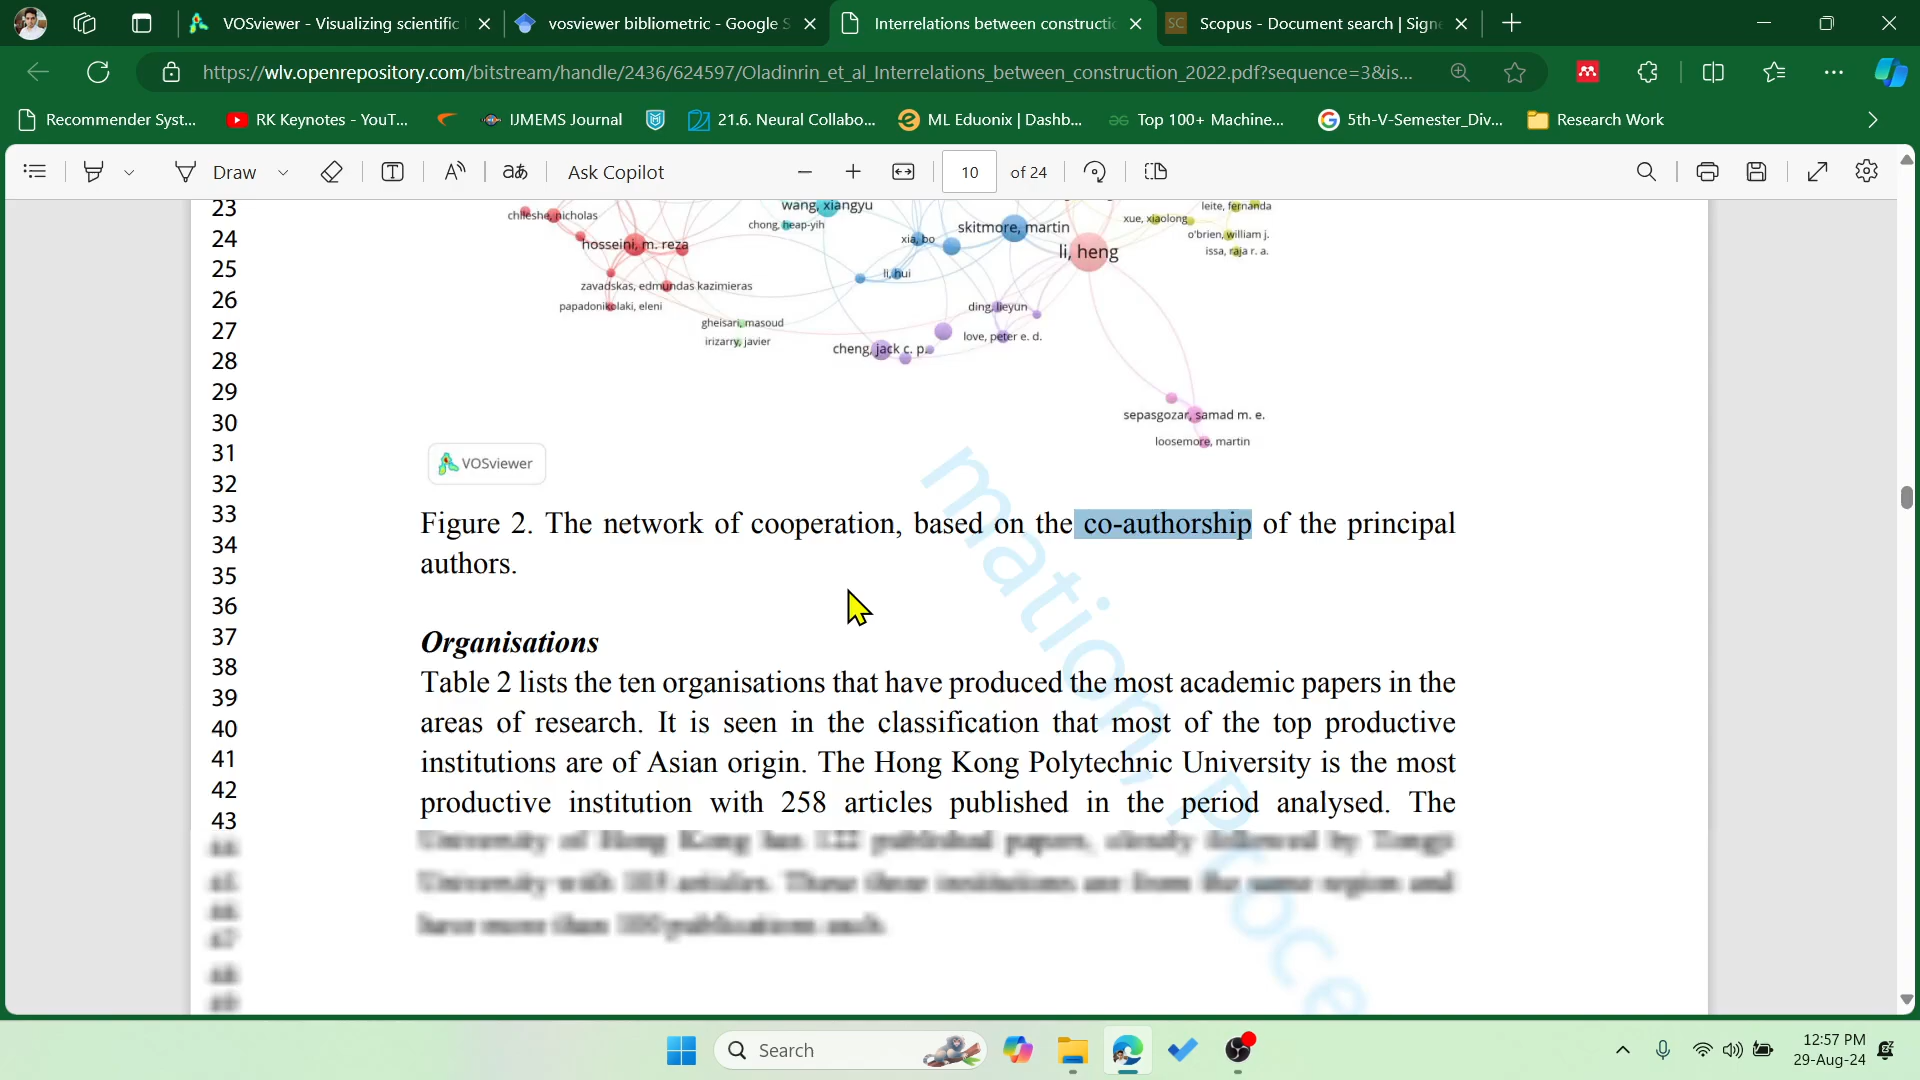 VOSviewer - Visualizing scientific
vosviewer bibliometric - Google S
Interrelations between constructio
SC Scopus - Document search | Sign
https://wlv.openrepository.com/bitstream/handle/2436/624597/Oladinrin_et_al_Interrelations_between_construction_2022.pdf?sequence=3&is...
Recommender Syst...
RK Keynotes - YouT...
IJMEMS Journal
21.6. Neural Collabo...
ML Eduonix | Dashb...
Top 100+ Machine...
5th-V-Semester_Div...
Research Work
Draw
aあ
Ask Copilot
10 of 24
23
24
25
26
27
28
29
30
31
32
33
34
35
36
37
38
39
40
41
42
43
wang, xiangyu
leite, fernanda
chileshe, nicholas
chong, heap-yih
skitmore, martin
xue, xiaolong
o'brien, william j.
hosseini, m. reza
xia, bo
li, heng
issa, raja r. a.
li, hui
zavadskas, edmundas kazimieras
papadonikolaki, eleni
ding, lieyun
gheisari, masoud
irizarry, javier
cheng, jack c. p.
love, peter e. d.
sepasgozar, samad m. e.
loosemore, martin
VOSviewer
Figure 2. The network of cooperation, based on the co-authorship of the principal
authors.
Organisations
Table 2 lists the ten organisations that have produced the most academic papers in the
areas of research. It is seen in the classification that most of the top productive
institutions are of Asian origin. The Hong Kong Polytechnic University is the most
productive institution with 258 articles published in the period analysed. The
mation, Proce
Search
12:57 PM
29-Aug-24